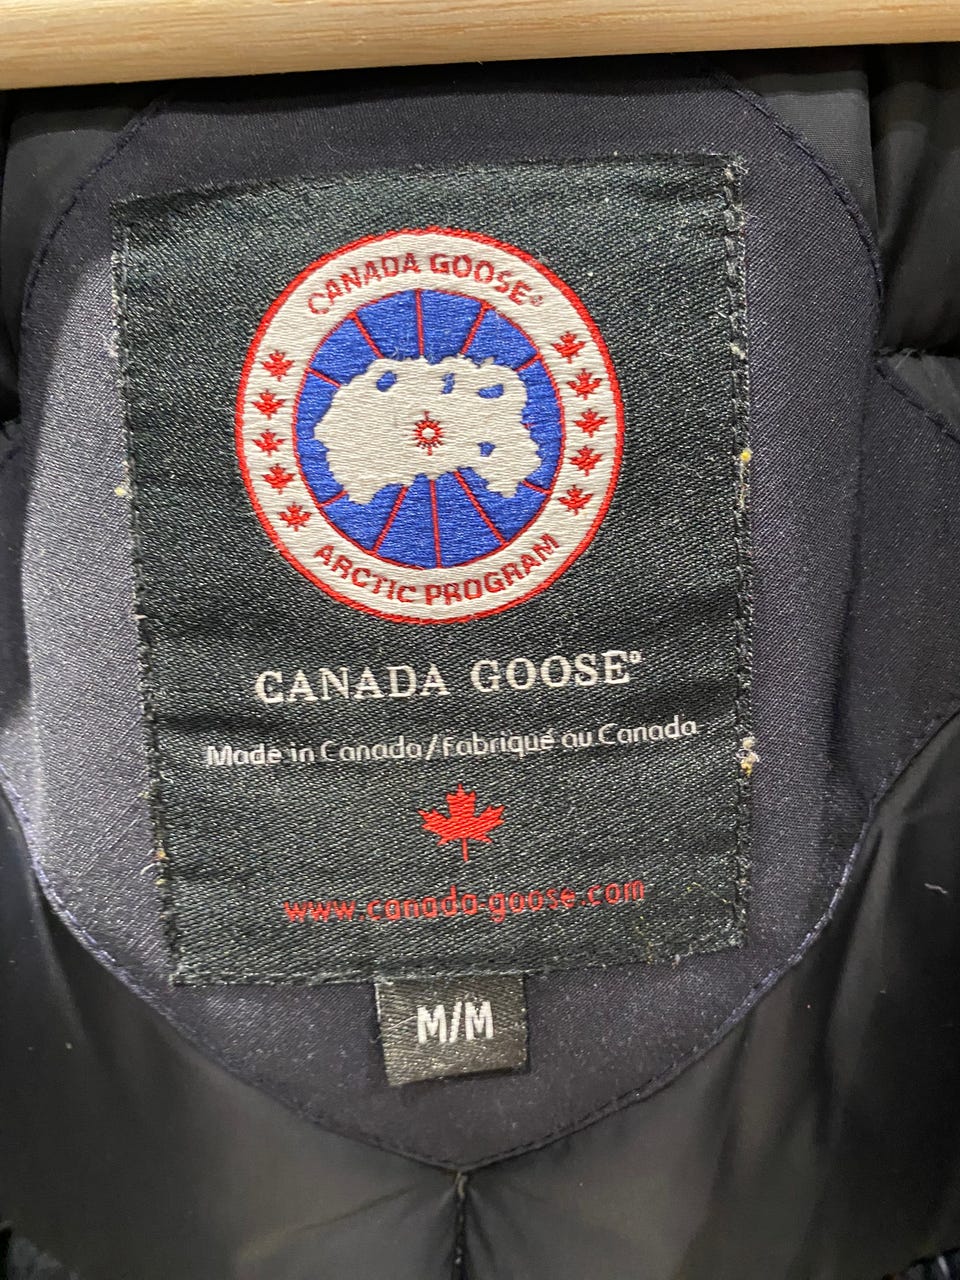 CANADA GOOSE®
ARCTIC PROGRAM
CANADA GOOSE®
Made in Canada/Fabriqué au Canada
www.canada-goose.com
M/M